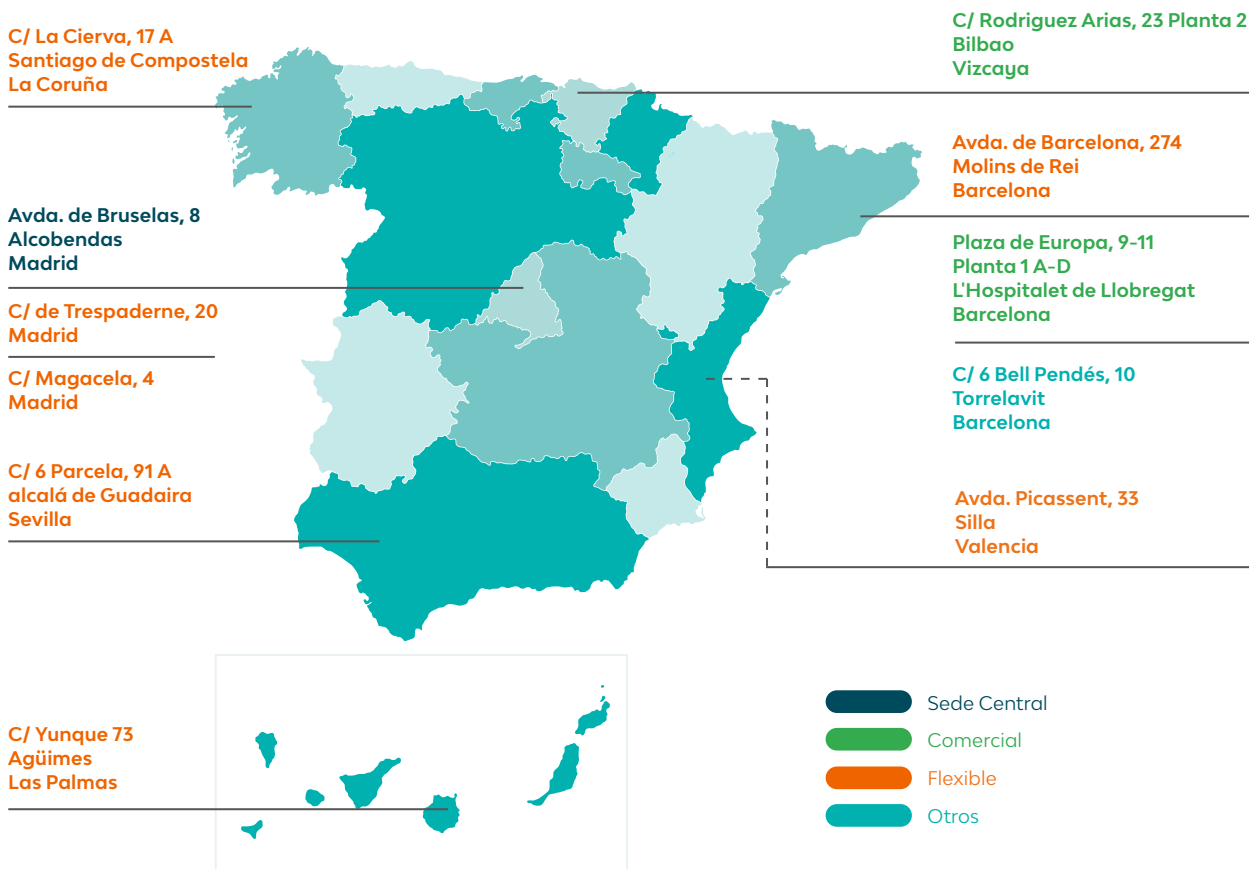 C/ La Cierva, 17 A
Santiago de Compostela
La Coruña
Avda. de Bruselas, 8
Alcobendas
Madrid
C/ de Trespaderne, 20
Madrid
C/ Magacela, 4
Madrid
C/ 6 Parcela, 91 A
alcalá de Guadaira
Sevilla
C/ Yunque 73
Agüimes
Las Palmas
C/ Rodriguez Arias, 23 Planta 2
Bilbao
Vizcaya
Avda. de Barcelona, 274
Molins de Rei
Barcelona
Plaza de Europa, 9-11
Planta 1 A-D
L'Hospitalet de Llobregat
Barcelona
C/ 6 Bell Pendés, 10
Torrelavit
Barcelona
Avda. Picassent, 33
Silla
Valencia
Sede Central
Comercial
Flexible
Otros